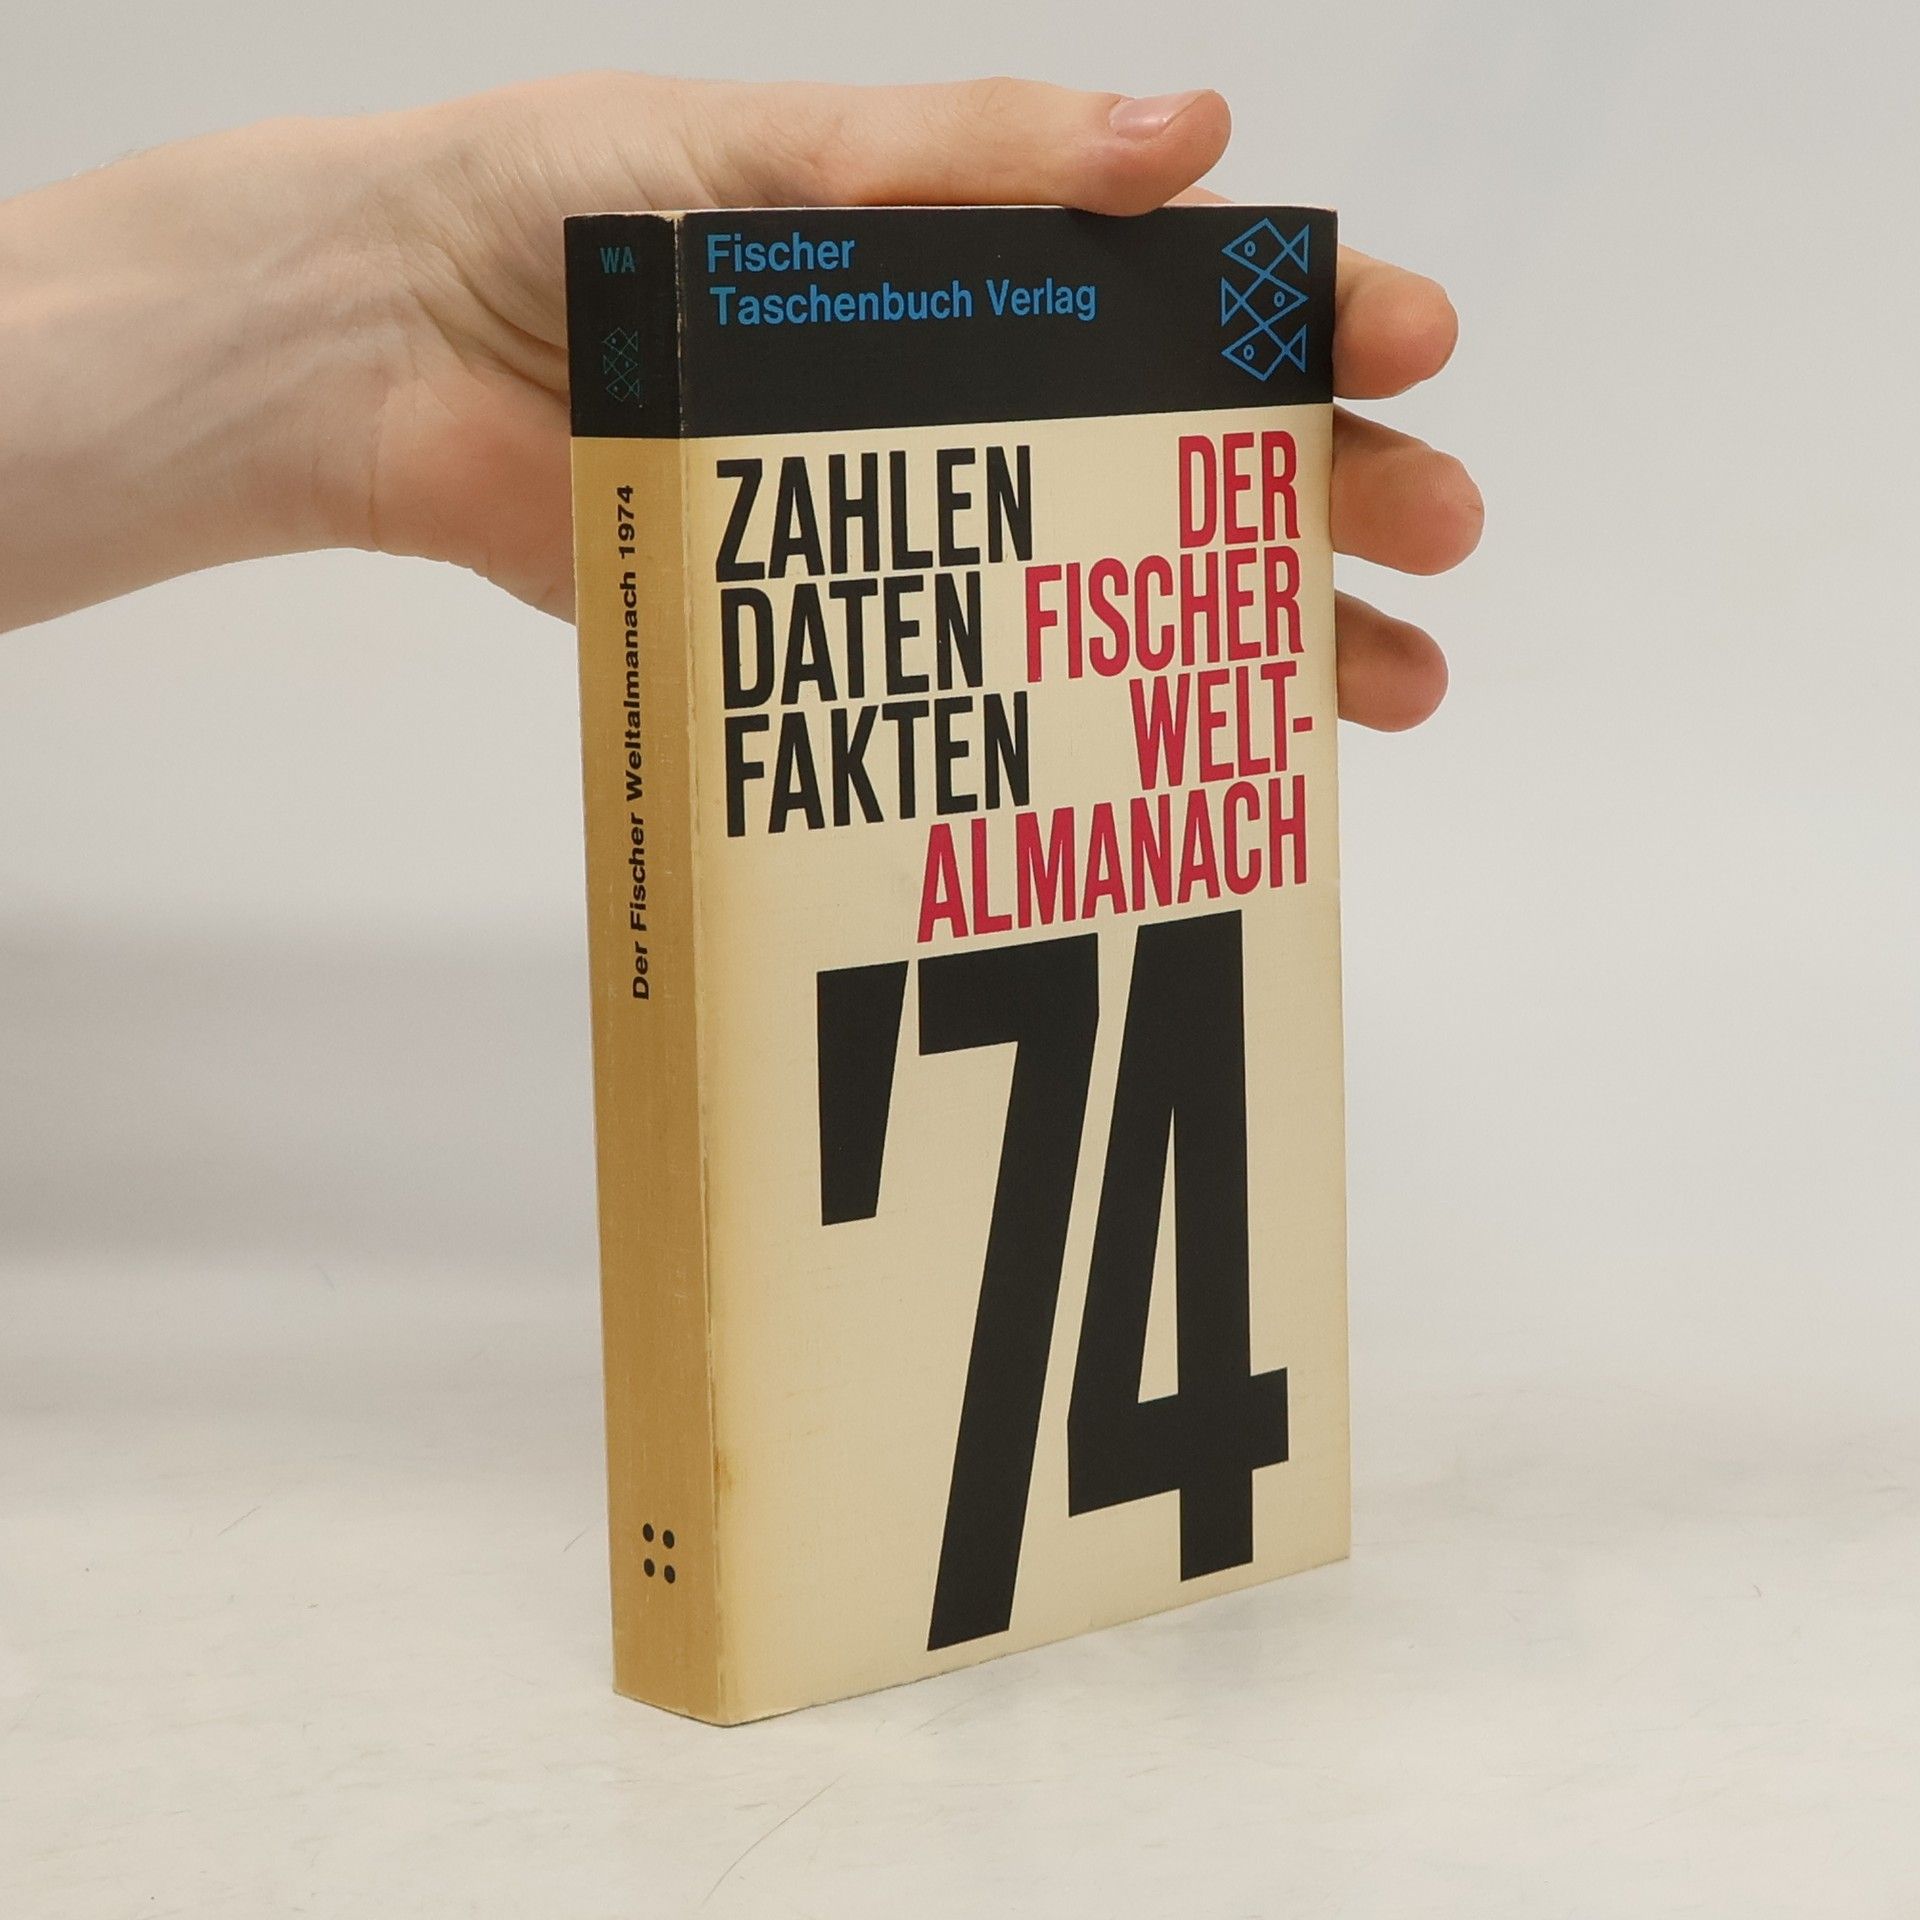 WA
Der Fischer Weltalmanach 1974
Fischer
Taschenbuch Verlag
ZAHLEN
DATEN
FAKTEN
DER
FISCHER
WELT-
ALMANACH
'74